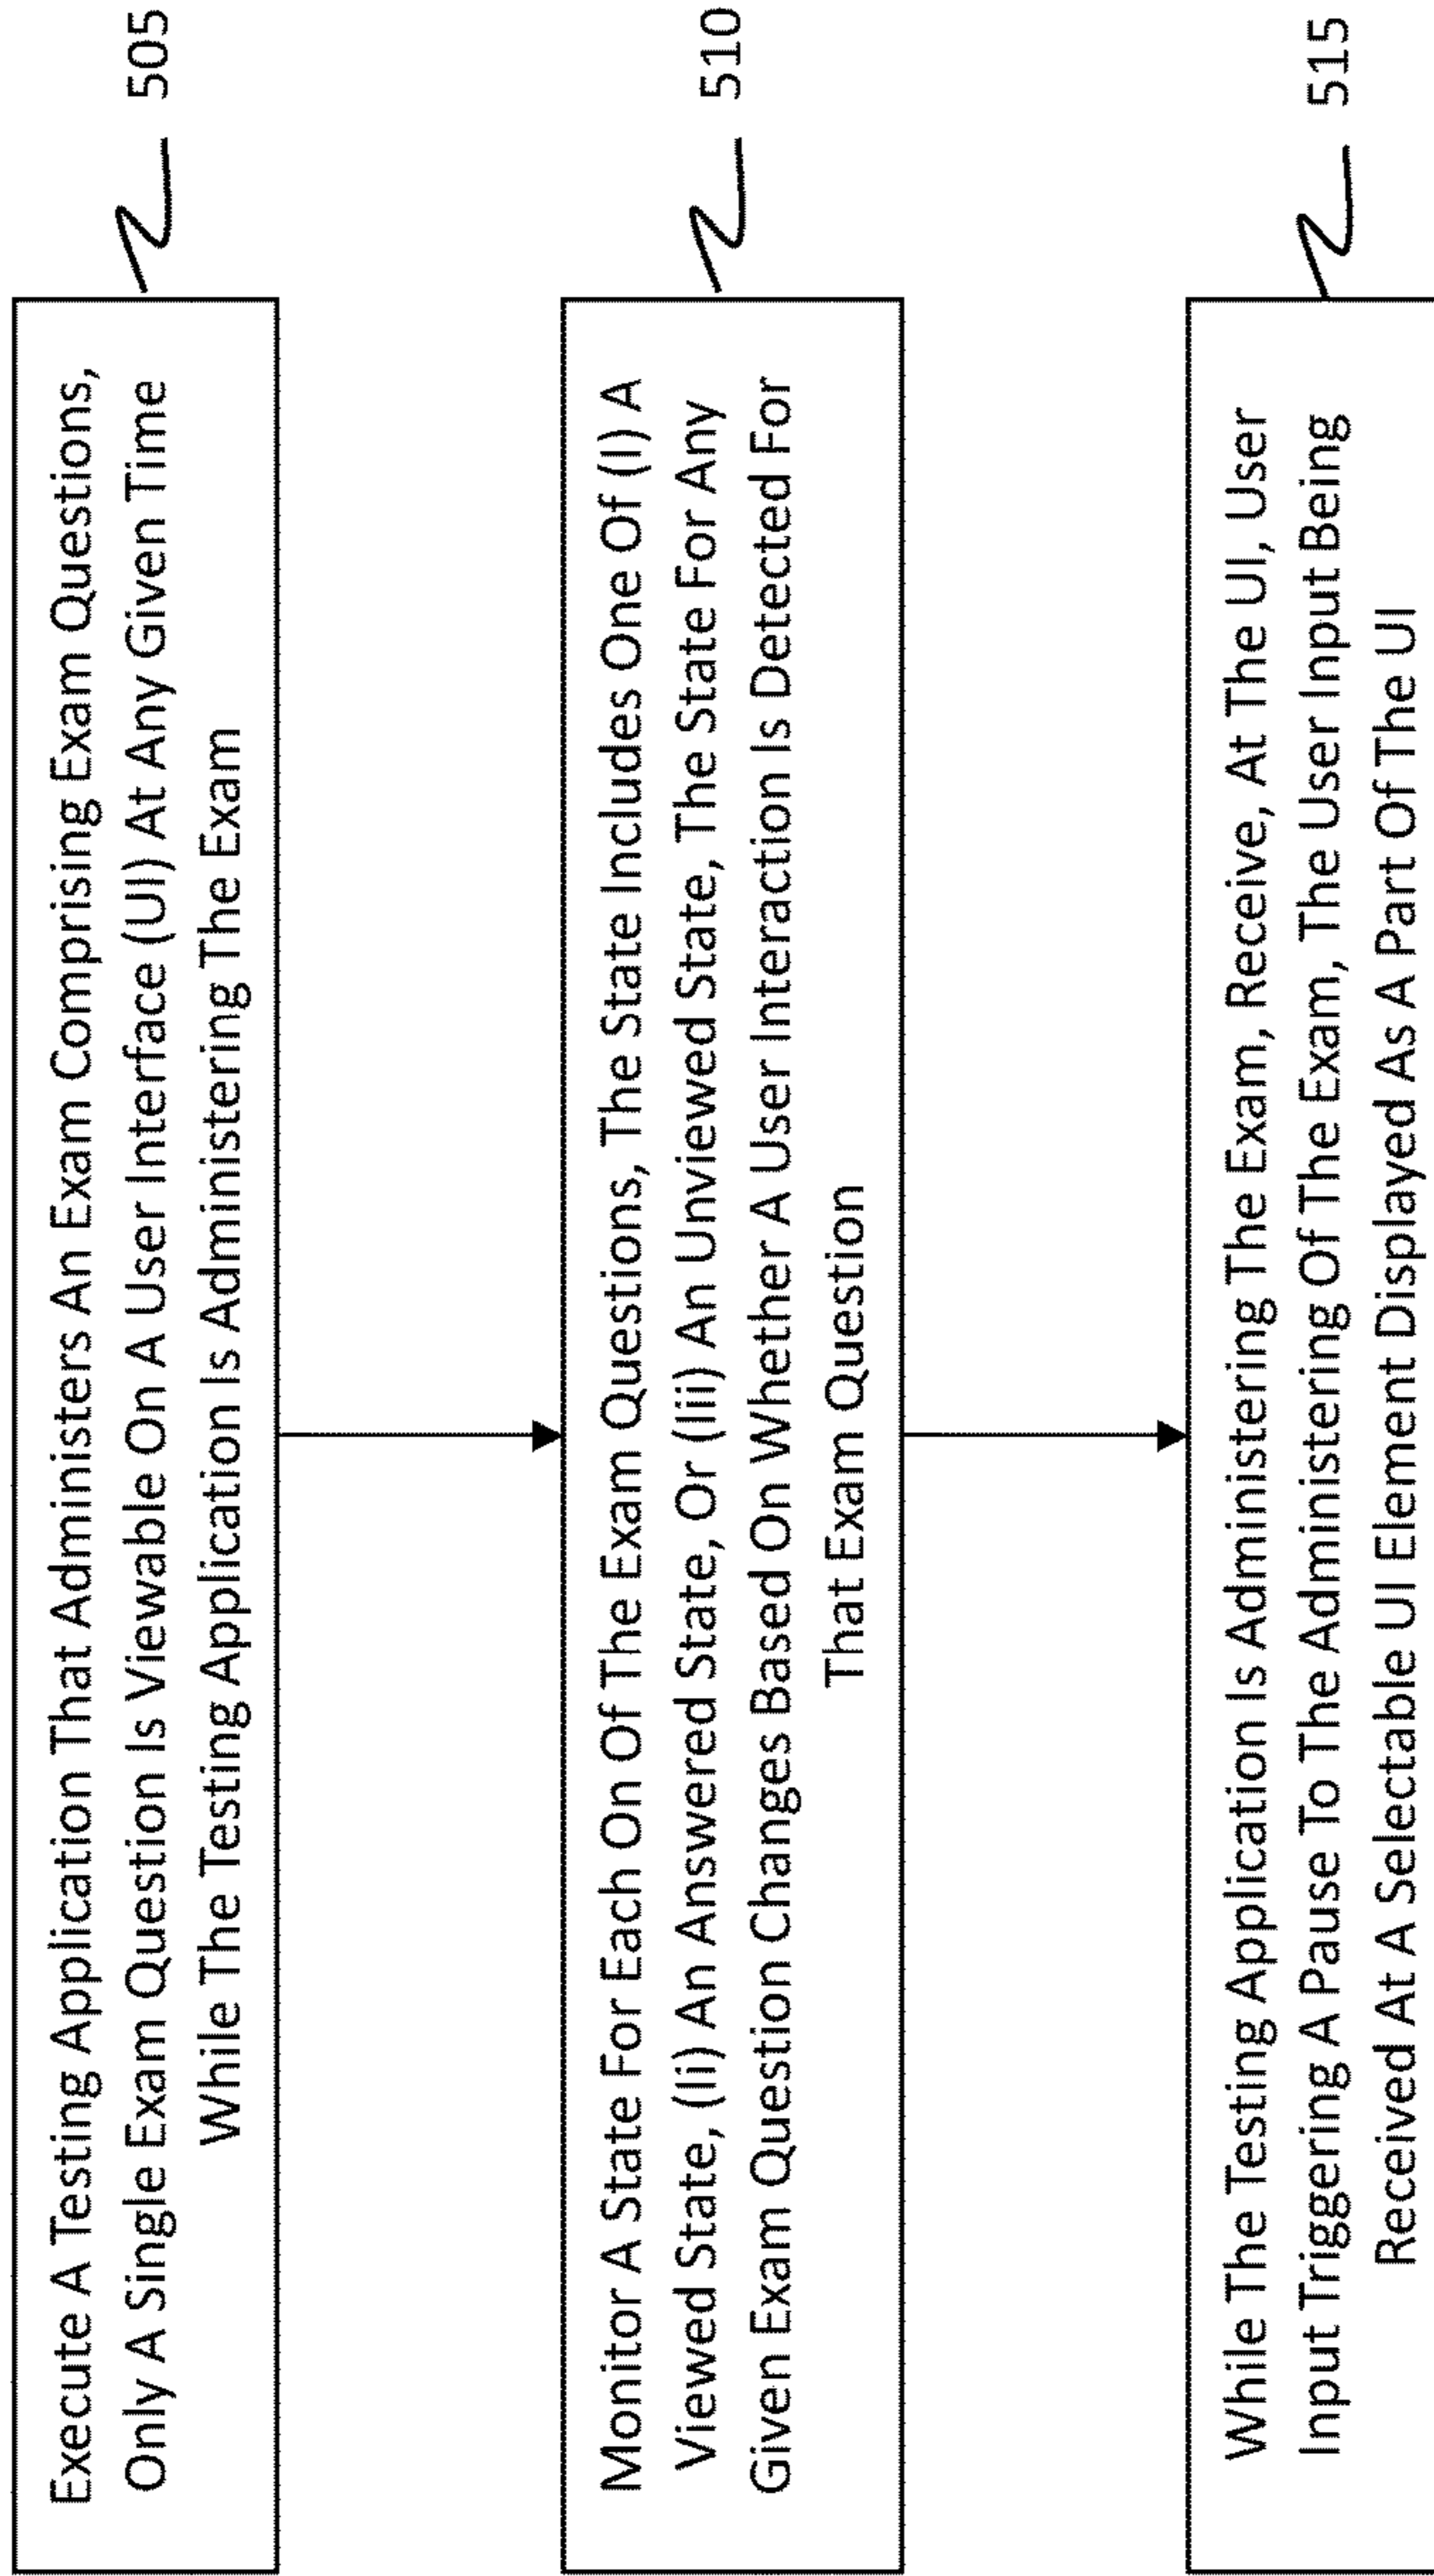 Execute A Testing Application That Administers An Exam Comprising Exam Questions,
Only A Single Exam Question Is Viewable On A User Interface (UI) At Any Given Time
While The Testing Application Is Administering The Exam
505
Monitor A State For Each On Of The Exam Questions, The State Includes One Of (I) A
Viewed State, (Ii) An Answered State, Or (Iii) An Unviewed State, The State For Any
Given Exam Question Changes Based On Whether A User Interaction Is Detected For
That Exam Question
510
While The Testing Application Is Administering The Exam, Receive, At The UI, User
Input Triggering A Pause To The Administering Of The Exam, The User Input Being
Received At A Selectable UI Element Displayed As A Part Of The UI
515